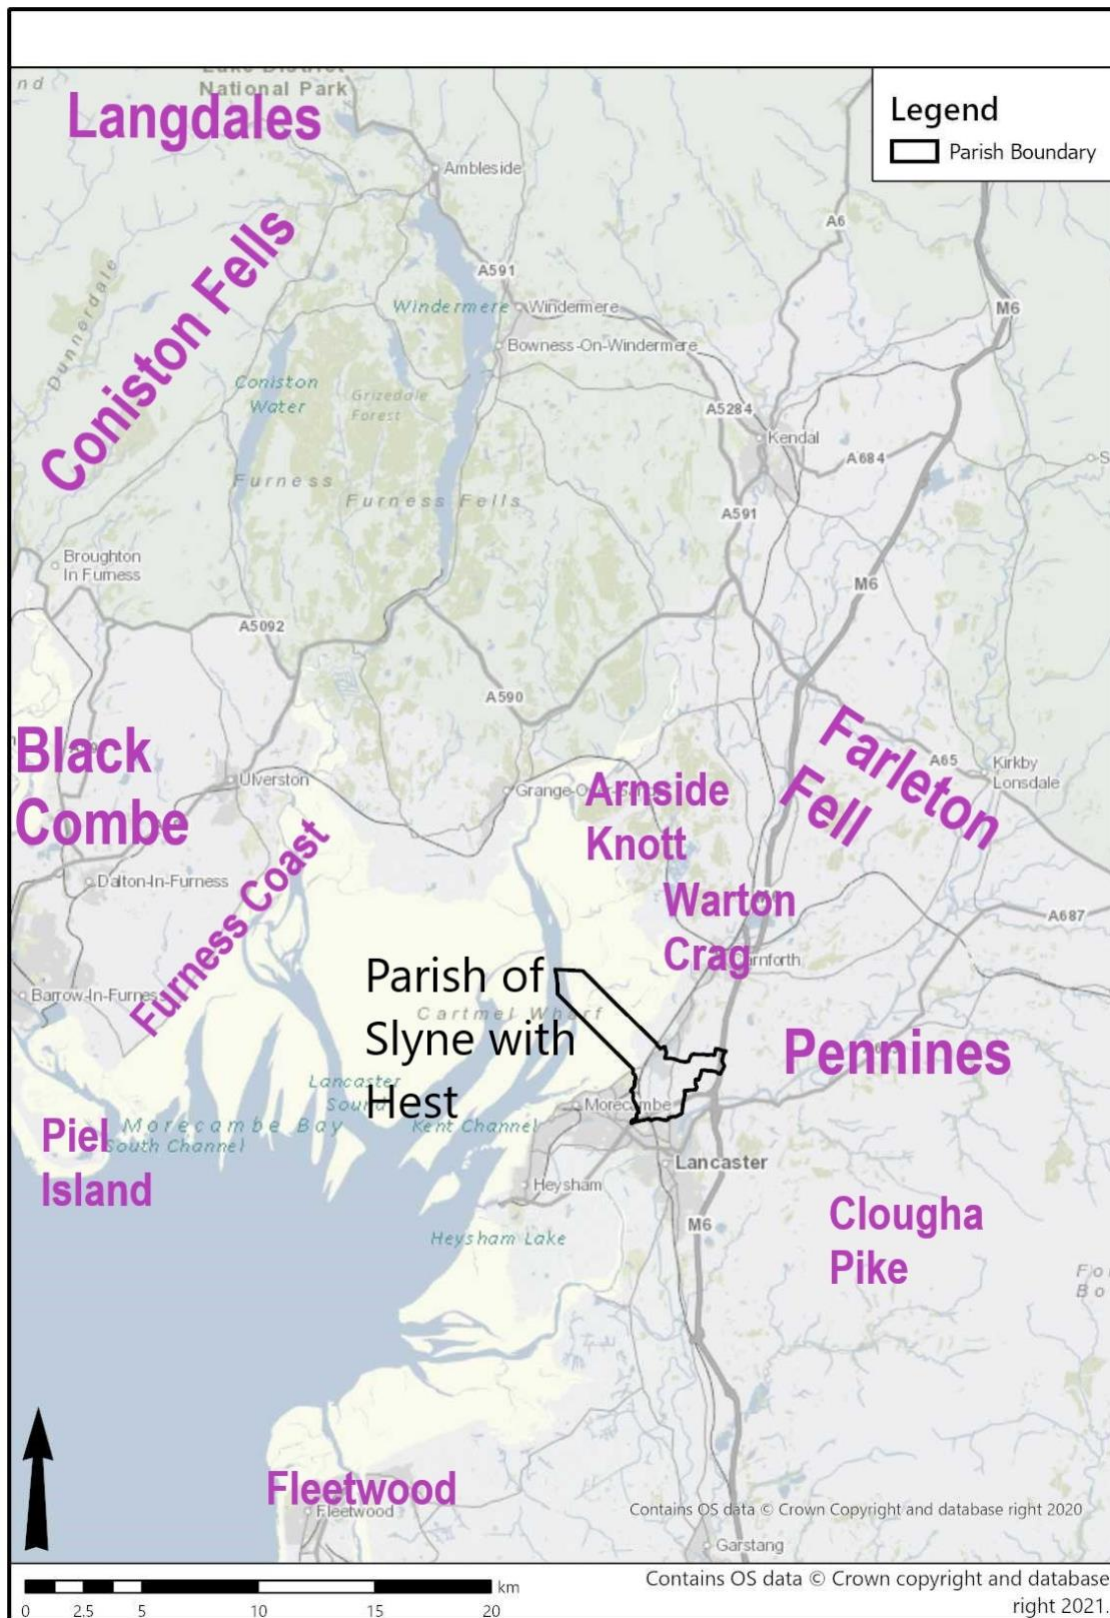 Lake District
National Park
nd
Langdales
Legend
Parish Boundary
Ambleside
A6
Coniston Fells
Dunnerdale
A591
M6
Windermere
Windermere
Bowness-On-Windermere
Coniston
Water
Grizedale
Forest
A5284
Kendal
A684
S
Furness
Furness Fells
A591
Broughton
In Furness
M6
A5092
A590
Black
Combe
Farleton
Fell
A65
Kirkby
Lonsdale
Ulverston
Arnside
Knott
Furness Coast
Dalton-In-Furness
Warton
Crag
A687
Parish of
Slyne with
Hest
Barrow-In-Furness
Cartmel Wharf
Pennines
Lancaster
Sound
Morecambe
Piel
Island
Morecambe Bay
South Channel
Kent Channel
Lancaster
Heysham
Clougha
Pike
M6
Heysham Lake
Fleetwood
Fleetwood
Contains OS data © Crown Copyright and database right 2020
Garstang
km
0 2.5 5 10 15 20
Contains OS data © Crown copyright and database
right 2021.